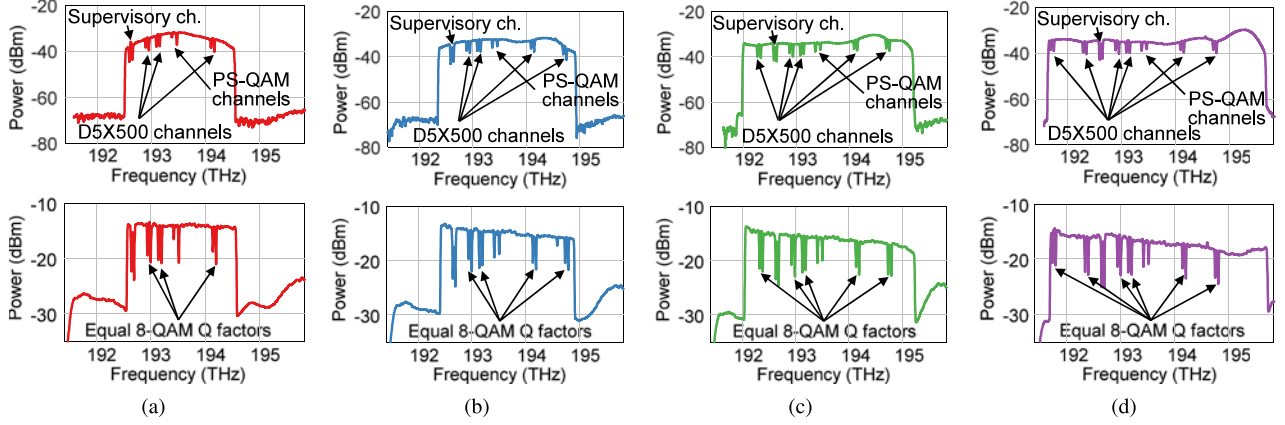 -20
-40
-60
-80
Power (dBm)
Supervisory ch.
PS-QAM
channels
D5X500 channels
192
193
194
195
Frequency (THz)
-20
-40
-60
-80
Power (dBm)
Supervisory ch.
PS-QAM
channels
D5X500 channels
192
193
194
195
Frequency (THz)
-20
-40
-60
-80
Power (dBm)
Supervisory ch.
PS-QAM
channels
D5X500 channels
192
193
194
195
Frequency (THz)
-20
-40
-60
-80
Power (dBm)
Supervisory ch.
PS-QAM
channels
D5X500 channels
192
193
194
195
Frequency (THz)
-10
-20
-30
Power (dBm)
Equal 8-QAM Q factors
192
193
194
195
Frequency (THz)
-10
-20
-30
Power (dBm)
Equal 8-QAM Q factors
192
193
194
195
Frequency (THz)
-10
-20
-30
Power (dBm)
Equal 8-QAM Q factors
192
193
194
195
Frequency (THz)
-10
-20
-30
Power (dBm)
Equal 8-QAM Q factors
192
193
194
195
Frequency (THz)
(a)
(b)
(c)
(d)